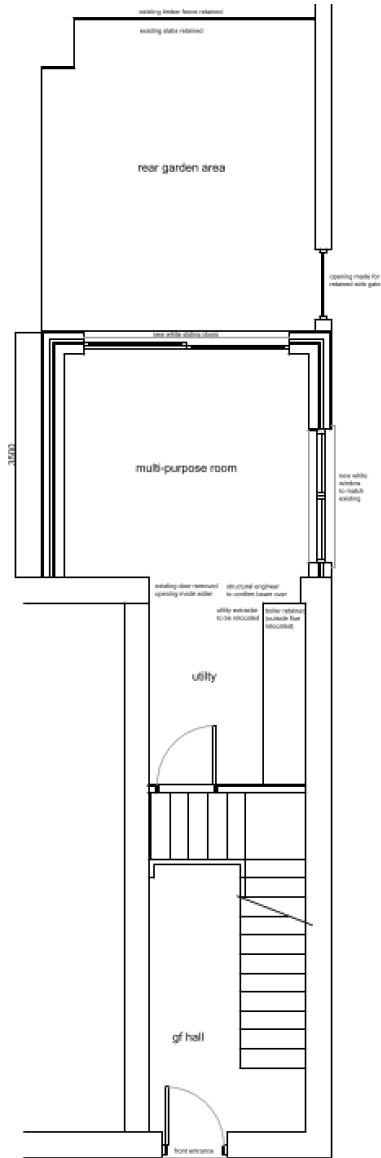 existing timber fence retained
existing slabs retained
rear garden area
opening made for
retained side gate
new white sliding doors
3500
multi-purpose room
new white
window
to match
existing
existing door removed
opening made wider
structural engineer
to confirm beam over
utility extractor
to be relocated
boiler retained
(outside flue
relocated)
utilty
gf hall
front entrance